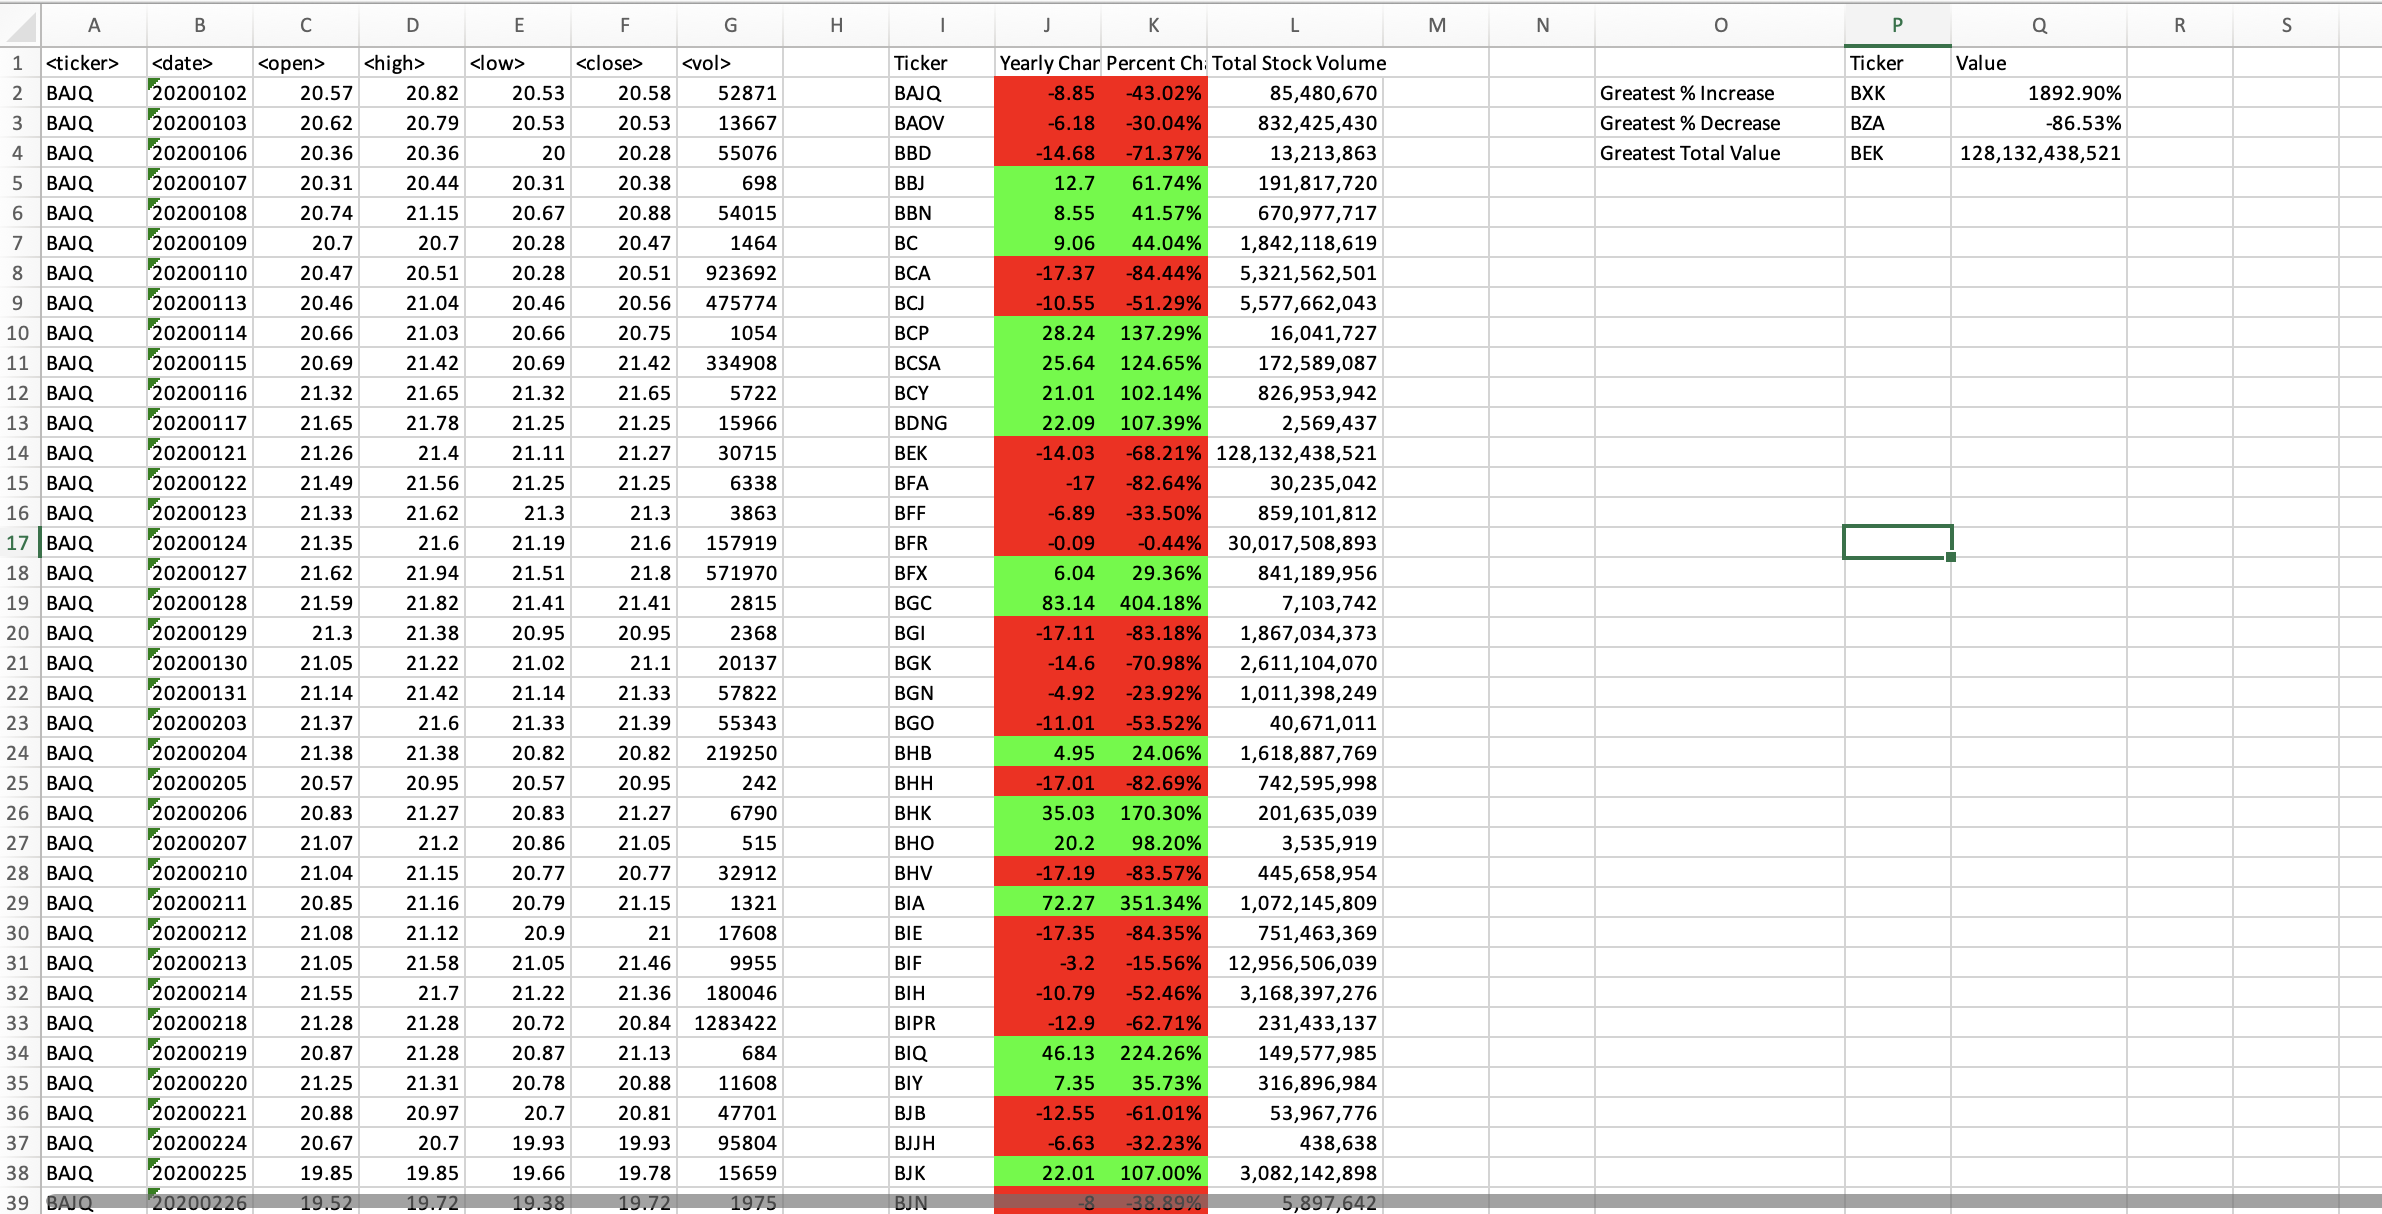 A B C D E F G H I J K L M N O P Q R S
1 <ticker> <date> <open> <high> <low> <close> <vol> Ticker Yearly Char Percent Ch Total Stock Volume Ticker Value
2 BAJQ 20200102 20.57 20.82 20.53 20.58 52871 BAJQ -8.85 -43.02% 85,480,670 Greatest % Increase BXK 1892.90%
3 BAJQ 20200103 20.62 20.79 20.53 20.53 13667 BAOV -6.18 -30.04% 832,425,430 Greatest % Decrease BZA -86.53%
4 BAJQ 20200106 20.36 20.36 20 20.28 55076 BBD -14.68 -71.37% 13,213,863 Greatest Total Value BEK 128,132,438,521
5 BAJQ 20200107 20.31 20.44 20.31 20.38 698 BBJ 12.7 61.74% 191,817,720
6 BAJQ 20200108 20.74 21.15 20.67 20.88 54015 BBN 8.55 41.57% 670,977,717
7 BAJQ 20200109 20.7 20.7 20.28 20.47 1464 BC 9.06 44.04% 1,842,118,619
8 BAJQ 20200110 20.47 20.51 20.28 20.51 923692 BCA -17.37 -84.44% 5,321,562,501
9 BAJQ 20200113 20.46 21.04 20.46 20.56 475774 BCJ -10.55 -51.29% 5,577,662,043
10 BAJQ 20200114 20.66 21.03 20.66 20.75 1054 BCP 28.24 137.29% 16,041,727
11 BAJQ 20200115 20.69 21.42 20.69 21.42 334908 BCSA 25.64 124.65% 172,589,087
12 BAJQ 20200116 21.32 21.65 21.32 21.65 5722 BCY 21.01 102.14% 826,953,942
13 BAJQ 20200117 21.65 21.78 21.25 21.25 15966 BDNG 22.09 107.39% 2,569,437
14 BAJQ 20200121 21.26 21.4 21.11 21.27 30715 BEK -14.03 -68.21% 128,132,438,521
15 BAJQ 20200122 21.49 21.56 21.25 21.25 6338 BFA -17 -82.64% 30,235,042
16 BAJQ 20200123 21.33 21.62 21.3 21.3 3863 BFF -6.89 -33.50% 859,101,812
17 BAJQ 20200124 21.35 21.6 21.19 21.6 157919 BFR -0.09 -0.44% 30,017,508,893
18 BAJQ 20200127 21.62 21.94 21.51 21.8 571970 BFX 6.04 29.36% 841,189,956
19 BAJQ 20200128 21.59 21.82 21.41 21.41 2815 BGC 83.14 404.18% 7,103,742
20 BAJQ 20200129 21.3 21.38 20.95 20.95 2368 BGI -17.11 -83.18% 1,867,034,373
21 BAJQ 20200130 21.05 21.22 21.02 21.1 20137 BGK -14.6 -70.98% 2,611,104,070
22 BAJQ 20200131 21.14 21.42 21.14 21.33 57822 BGN -4.92 -23.92% 1,011,398,249
23 BAJQ 20200203 21.37 21.6 21.33 21.39 55343 BGO -11.01 -53.52% 40,671,011
24 BAJQ 20200204 21.38 21.38 20.82 20.82 219250 BHB 4.95 24.06% 1,618,887,769
25 BAJQ 20200205 20.57 20.95 20.57 20.95 242 BHH -17.01 -82.69% 742,595,998
26 BAJQ 20200206 20.83 21.27 20.83 21.27 6790 BHK 35.03 170.30% 201,635,039
27 BAJQ 20200207 21.07 21.2 20.86 21.05 515 BHO 20.2 98.20% 3,535,919
28 BAJQ 20200210 21.04 21.15 20.77 20.77 32912 BHV -17.19 -83.57% 445,658,954
29 BAJQ 20200211 20.85 21.16 20.79 21.15 1321 BIA 72.27 351.34% 1,072,145,809
30 BAJQ 20200212 21.08 21.12 20.9 21 17608 BIE -17.35 -84.35% 751,463,369
31 BAJQ 20200213 21.05 21.58 21.05 21.46 9955 BIF -3.2 -15.56% 12,956,506,039
32 BAJQ 20200214 21.55 21.7 21.22 21.36 180046 BIH -10.79 -52.46% 3,168,397,276
33 BAJQ 20200218 21.28 21.28 20.72 20.84 1283422 BIPR -12.9 -62.71% 231,433,137
34 BAJQ 20200219 20.87 21.28 20.87 21.13 684 BIQ 46.13 224.26% 149,577,985
35 BAJQ 20200220 21.25 21.31 20.78 20.88 11608 BIY 7.35 35.73% 316,896,984
36 BAJQ 20200221 20.88 20.97 20.7 20.81 47701 BJB -12.55 -61.01% 53,967,776
37 BAJQ 20200224 20.67 20.7 19.93 19.93 95804 BJJH -6.63 -32.23% 438,638
38 BAJQ 20200225 19.85 19.85 19.66 19.78 15659 BJK 22.01 107.00% 3,082,142,898
39 BAJQ 20200226 19.52 19.72 19.38 19.72 1975 BJN -8 -38.89% 5,897,642